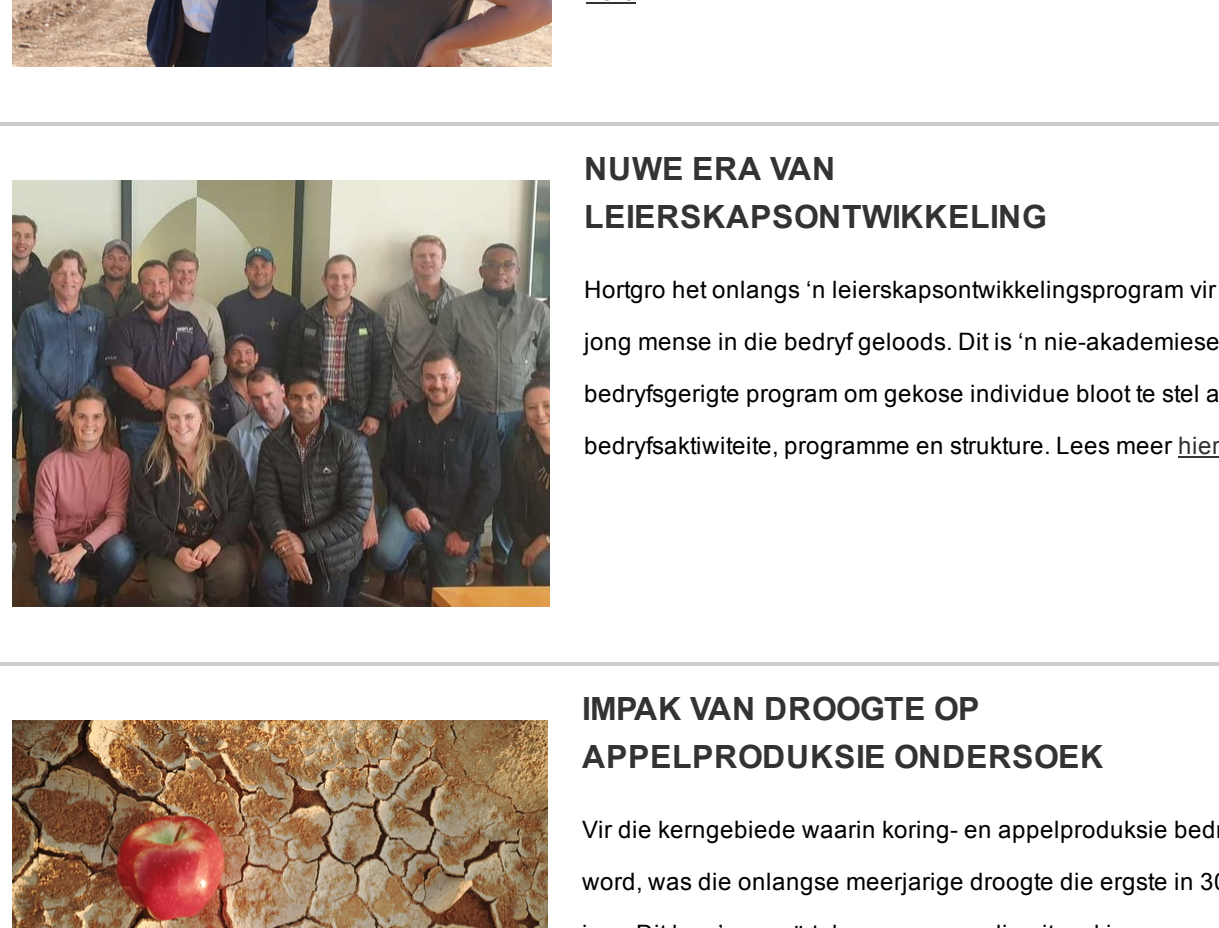 NUWE ERA VAN
LEIERSKAPSONTWIKKELING
Hortgro het onlangs ‘n leierskapsontwikkelingsprogram vir
jong mense in die bedryf geloods. Dit is ‘n nie-akademiese
bedryfsgerigte program om gekose individue bloot te stel a
bedryfsaktiwiteite, programme en strukture. Lees meer hier
IMPAK VAN DROOGTE OP
APPELPRODUKSIE ONDERSOEK
Vir die kerngebiede waarin koring- en appelproduksie bedr
word, was die onlangse meerjarige droogte die ergste in 30